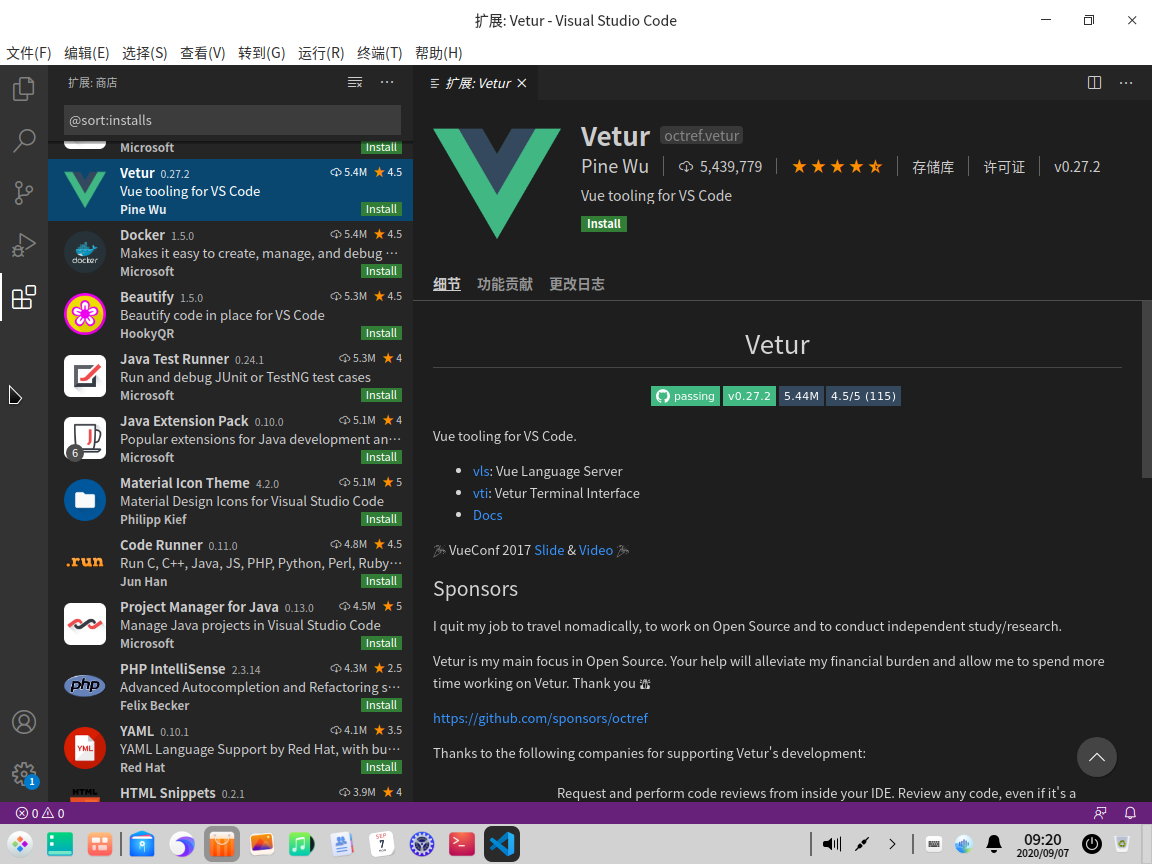 扩展: Vetur - Visual Studio Code
文件(F) 编辑(E) 选择(S) 查看(V) 转到(G) 运行(R) 终端(T) 帮助(H)
扩展: 商店
@sort:installs
Microsoft Install
Vetur 0.27.2 5.4M 4.5
Vue tooling for VS Code
Pine Wu Install
docker
Docker 1.5.0 5.4M 4.5
Makes it easy to create, manage, and debug ···
Microsoft Install
Beautify 1.5.0 5.3M 4.5
Beautify code in place for VS Code
HookyQR Install
Java Test Runner 0.24.1 5.3M 4
Run and debug JUnit or TestNG test cases
Microsoft Install
J
6
Java Extension Pack 0.10.0 5.1M 4
Popular extensions for Java development an···
Microsoft Install
Material Icon Theme 4.2.0 5.1M 5
Material Design Icons for Visual Studio Code
Philipp Kief Install
.run
Code Runner 0.11.0 4.8M 4.5
Run C, C++, Java, JS, PHP, Python, Perl, Ruby···
Jun Han Install
Project Manager for Java 0.13.0 4.5M 5
Manage Java projects in Visual Studio Code
Microsoft Install
php
PHP IntelliSense 2.3.14 4.3M 2.5
Advanced Autocompletion and Refactoring s···
Felix Becker Install
YML
YAML 0.10.1 4.1M 3.5
YAML Language Support by Red Hat, with bu···
Red Hat Install
HTML
HTML Snippets 0.2.1 3.9M 4
扩展: Vetur
Vetur octref.vetur
Pine Wu 5,439,779 存储库 许可证 v0.27.2
Vue tooling for VS Code
Install
细节 功能贡献 更改日志
Vetur
passing v0.27.2 5.44M 4.5/5 (115)
Vue tooling for VS Code.
vls: Vue Language Server
vti: Vetur Terminal Interface
Docs
VueConf 2017 Slide & Video
Sponsors
I quit my job to travel nomadically, to work on Open Source and to conduct independent study/research.
Vetur is my main focus in Open Source. Your help will alleviate my financial burden and allow me to spend more
time working on Vetur. Thank you
https://github.com/sponsors/octref
Thanks to the following companies for supporting Vetur's development:
Request and perform code reviews from inside your IDE. Review any code, even if it's a
1
0 0
SEP
7
09:20
2020/09/07